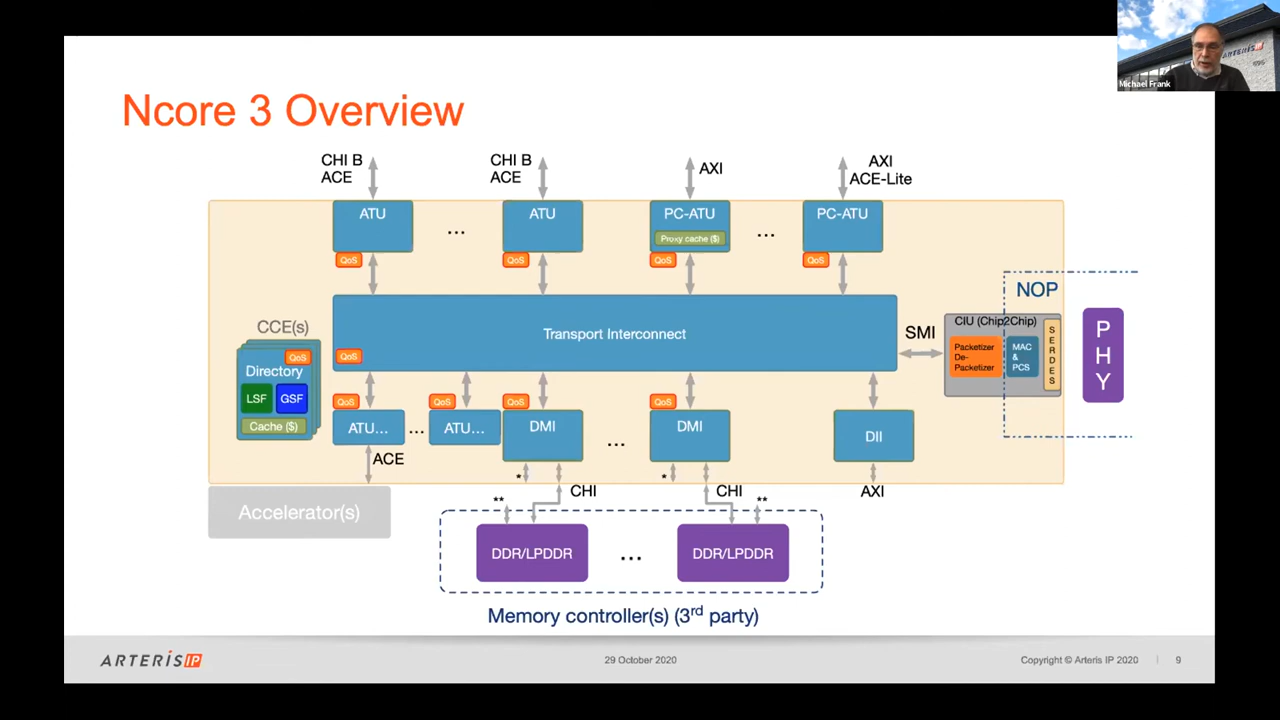 Michael Frank
ARTERIS IP
Ncore 3 Overview
CHI B
ACE
CHI B
ACE
AXI
AXI
ACE-Lite
ATU
...
ATU
PC-ATU
Proxy cache ($)
...
PC-ATU
QoS
QoS
QoS
QoS
NOP
CCE(s)
QoS
Directory
LSF
GSF
Cache ($)
Transport Interconnect
QoS
SMI
CIU (Chip2Chip)
Packetizer
De-
Packetizer
MAC
&
PCS
SERDES
PHY
QoS
QoS
QoS
QoS
ATU...
...
ATU...
DMI
...
DMI
DII
ACE
*
*
CHI
CHI
AXI
**
**
Accelerator(s)
DDR/LPDDR
...
DDR/LPDDR
Memory controller(s) (3rd party)
ARTERIS IP
29 October 2020
Copyright © Arteris IP 2020
9